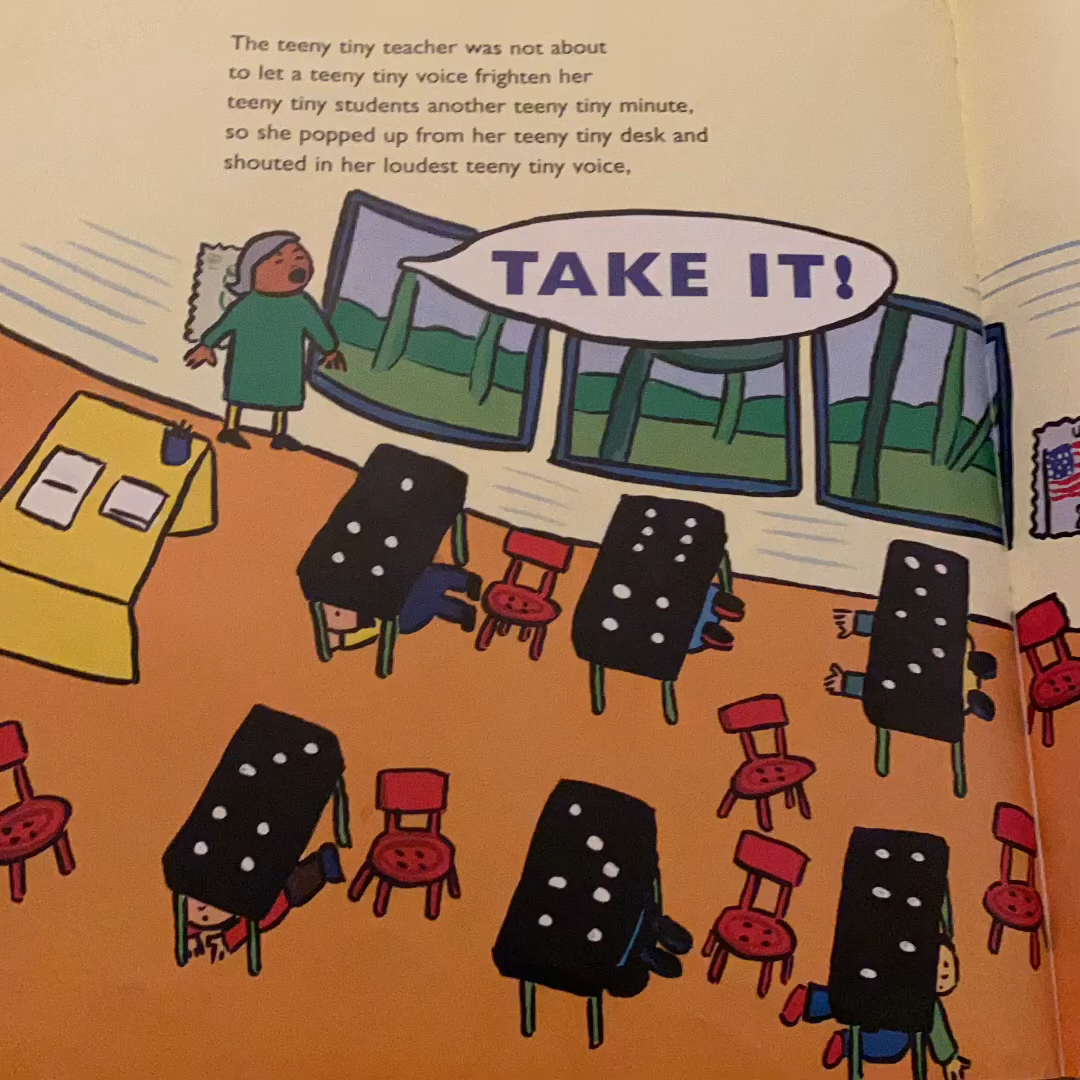 The teeny tiny teacher was not about
to let a teeny tiny voice frighten her
teeny tiny students another teeny tiny minute,
so she popped up from her teeny tiny desk and
shouted in her loudest teeny tiny voice,
TAKE IT!